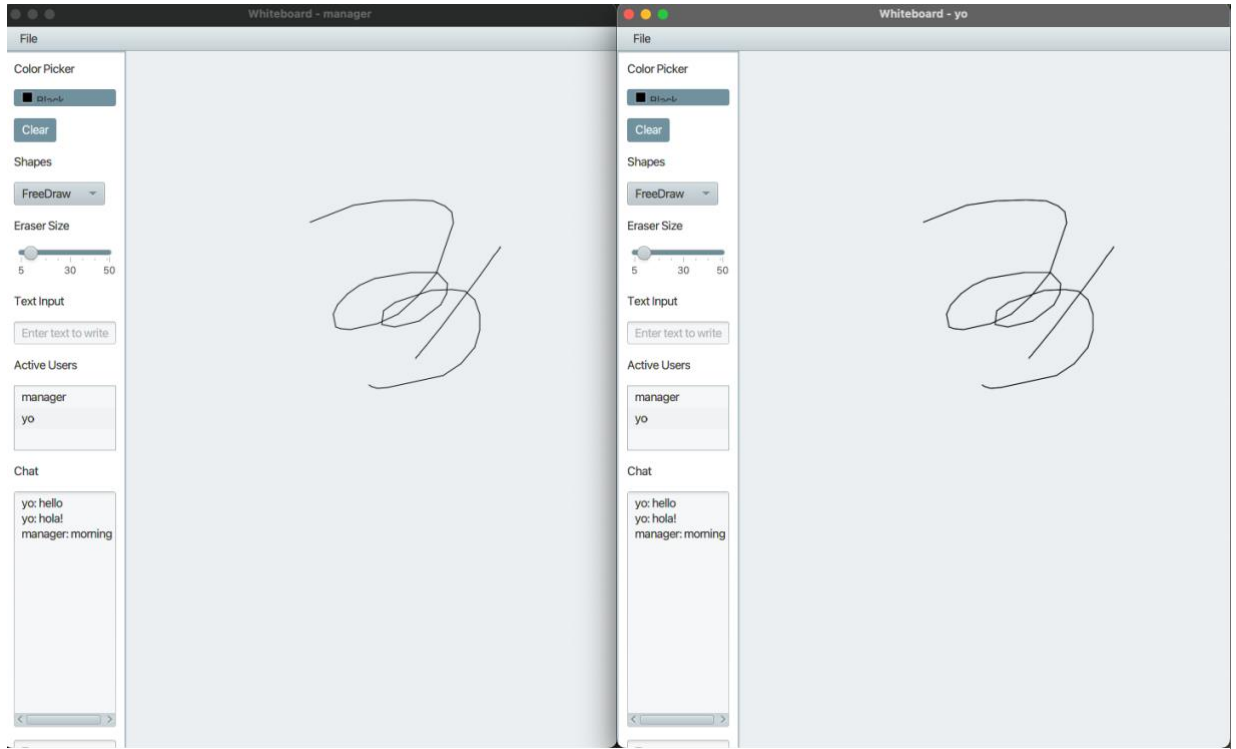 Whiteboard - manager
File
Color Picker
Clear
Shapes
FreeDraw
Eraser Size
5 30 50
Text Input
Enter text to write
Active Users
manager
yo
Chat
yo: hello
yo: hola!
manager: morning
Whiteboard - yo
File
Color Picker
Clear
Shapes
FreeDraw
Eraser Size
5 30 50
Text Input
Enter text to write
Active Users
manager
yo
Chat
yo: hello
yo: hola!
manager: morning